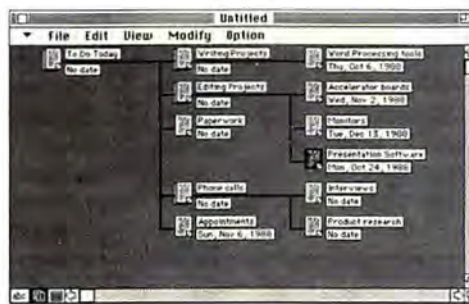 Untitled
File Edit View Modify Option
To Do Today
No date
Writing Projects
No date
Word Processing tools
Thu, Oct 6, 1988
Editing Projects
No date
Accelerator boards
Wed, Nov 2, 1988
Paperwork
No date
Monitors
Tue, Dec 13, 1988
Presentation Software
Mon, Oct 24, 1988
Phone calls
No date
Interviews
No date
Appointments
Sun, Nov 6, 1988
Product research
No date
abc